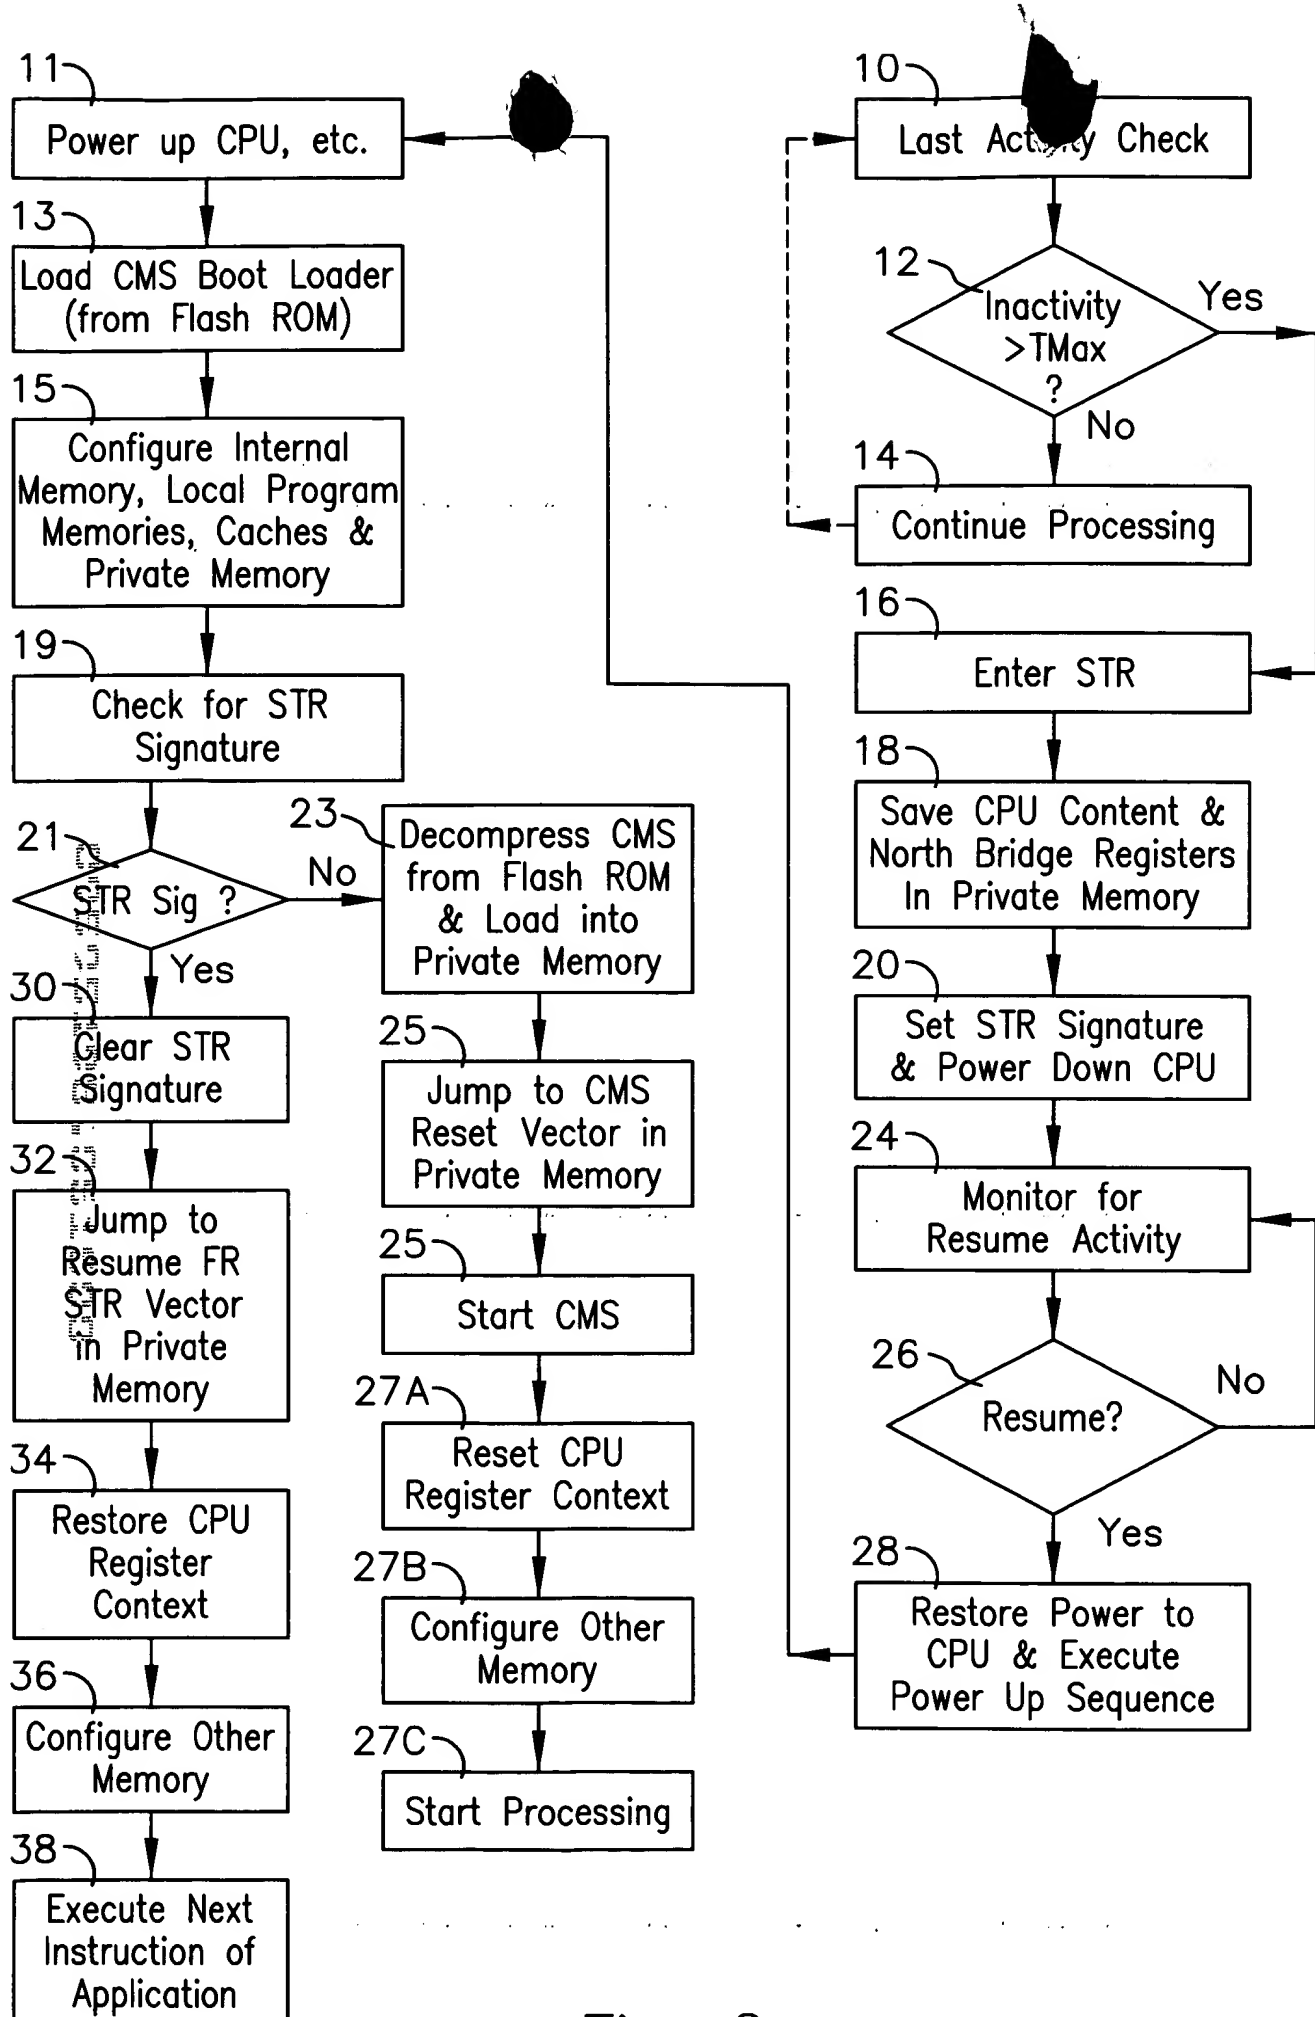 11
Power up CPU, etc.
13
Load CMS Boot Loader
(from Flash ROM)
15
Configure Internal
Memory, Local Program
Memories, Caches &
Private Memory
19
Check for STR
Signature
21
STR Sig ?
No
Yes
30
Clear STR
Signature
32
Jump to
Resume FR
STR Vector
in Private
Memory
34
Restore CPU
Register
Context
36
Configure Other
Memory
38
Execute Next
Instruction of
Application
23
Decompress CMS
from Flash ROM
& Load into
Private Memory
25
Jump to CMS
Reset Vector in
Private Memory
25
Start CMS
27A
Reset CPU
Register Context
27B
Configure Other
Memory
27C
Start Processing
10
Last Activity Check
12
Inactivity
>TMax
?
Yes
No
14
Continue Processing
16
Enter STR
18
Save CPU Content &
North Bridge Registers
In Private Memory
20
Set STR Signature
& Power Down CPU
24
Monitor for
Resume Activity
26
Resume?
No
Yes
28
Restore Power to
CPU & Execute
Power Up Sequence